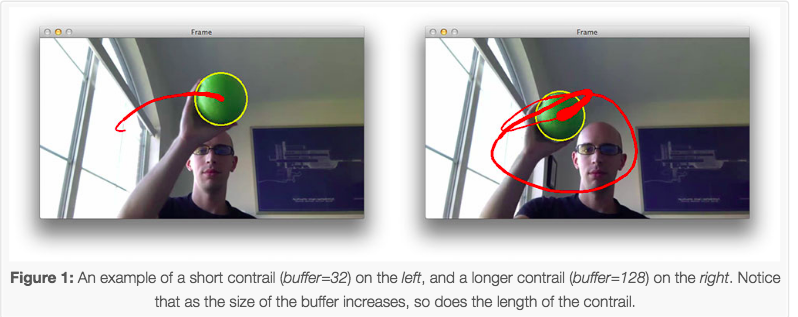 Frame
Frame
Figure 1: An example of a short contrail (buffer=32) on the left, and a longer contrail (buffer=128) on the right. Notice
that as the size of the buffer increases, so does the length of the contrail.